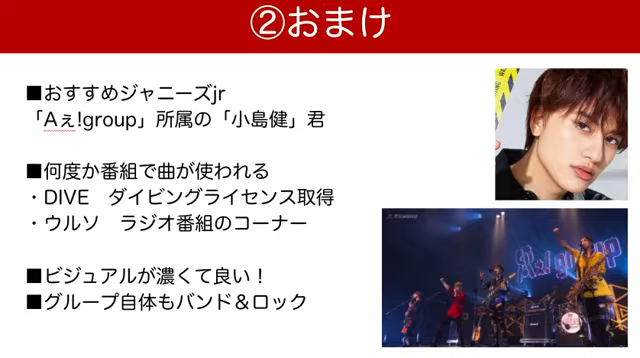 ②おまけ
■おすすめジャニーズjr
「Aぇ!group」所属の「小島健」君
■何度か番組で曲が使われる
・DIVE　ダイビングライセンス取得
・ウルソ　ラジオ番組のコーナー
■ビジュアルが濃くて良い！
■グループ自体もバンド＆ロック
Aぇ! group